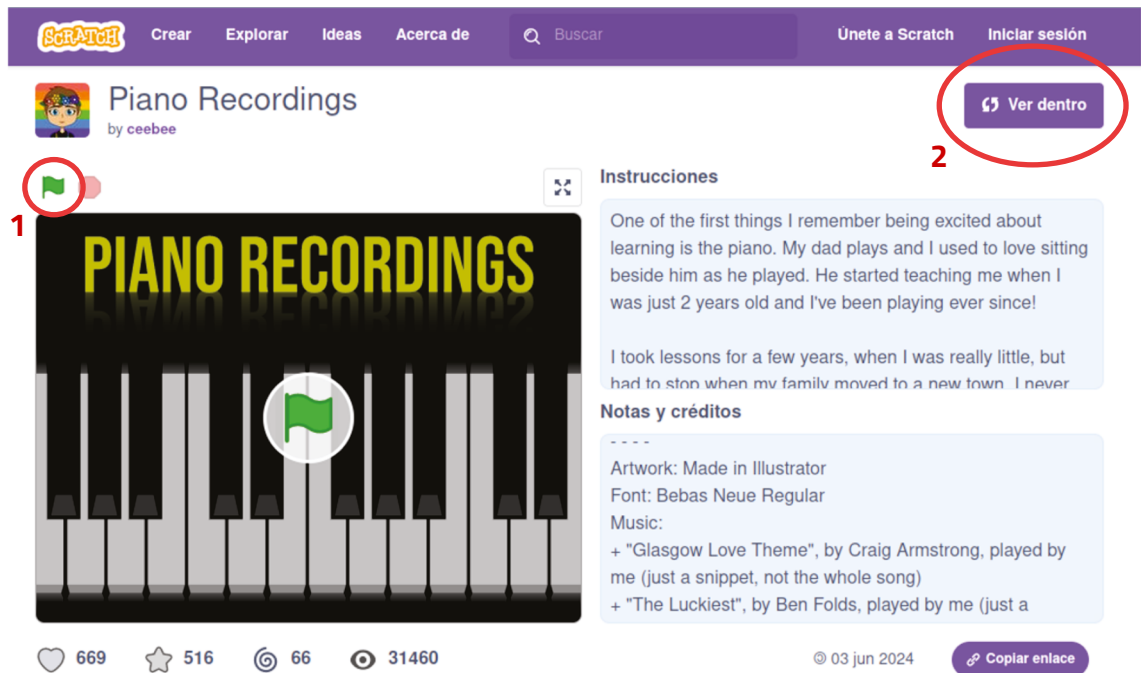 SCRATCH Crear Explorar Ideas Acerca de Buscar Únete a Scratch Iniciar sesión
Piano Recordings
by ceebee
Ver dentro
2
1
PIANO RECORDINGS
Instrucciones
One of the first things I remember being excited about
learning is the piano. My dad plays and I used to love sitting
beside him as he played. He started teaching me when I
was just 2 years old and I've been playing ever since!
I took lessons for a few years, when I was really little, but
had to stop when my family moved to a new town. I never
Notas y créditos
- - - -
Artwork: Made in Illustrator
Font: Bebas Neue Regular
Music:
+ "Glasgow Love Theme", by Craig Armstrong, played by
me (just a snippet, not the whole song)
+ "The Luckiest", by Ben Folds, played by me (just a
669 516 66 31460
03 jun 2024
Copiar enlace